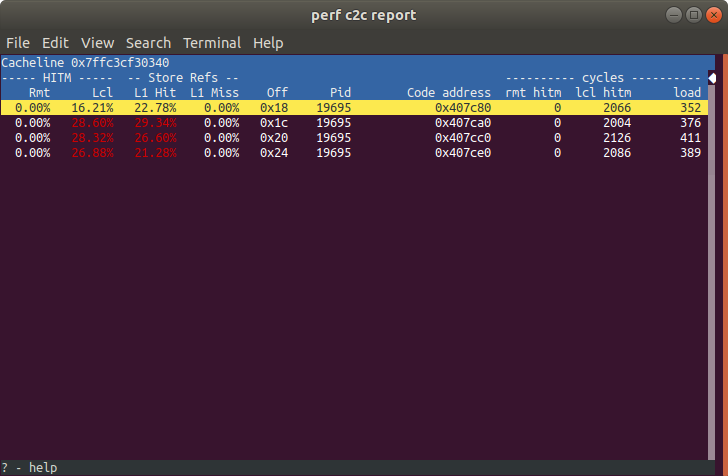 perf c2c report
File Edit View Search Terminal Help
Cacheline 0x7ffc3cf30340
----- HITM ----- -- Store Refs -- ---------- cycles ----------
Rmt Lcl L1 Hit L1 Miss Off Pid Code address rmt hitm lcl hitm load
0.00% 16.21% 22.78% 0.00% 0x18 19695 0x407c80 0 2066 352
0.00% 28.60% 29.34% 0.00% 0x1c 19695 0x407ca0 0 2004 376
0.00% 28.32% 26.60% 0.00% 0x20 19695 0x407cc0 0 2126 411
0.00% 26.88% 21.28% 0.00% 0x24 19695 0x407ce0 0 2086 389
? - help